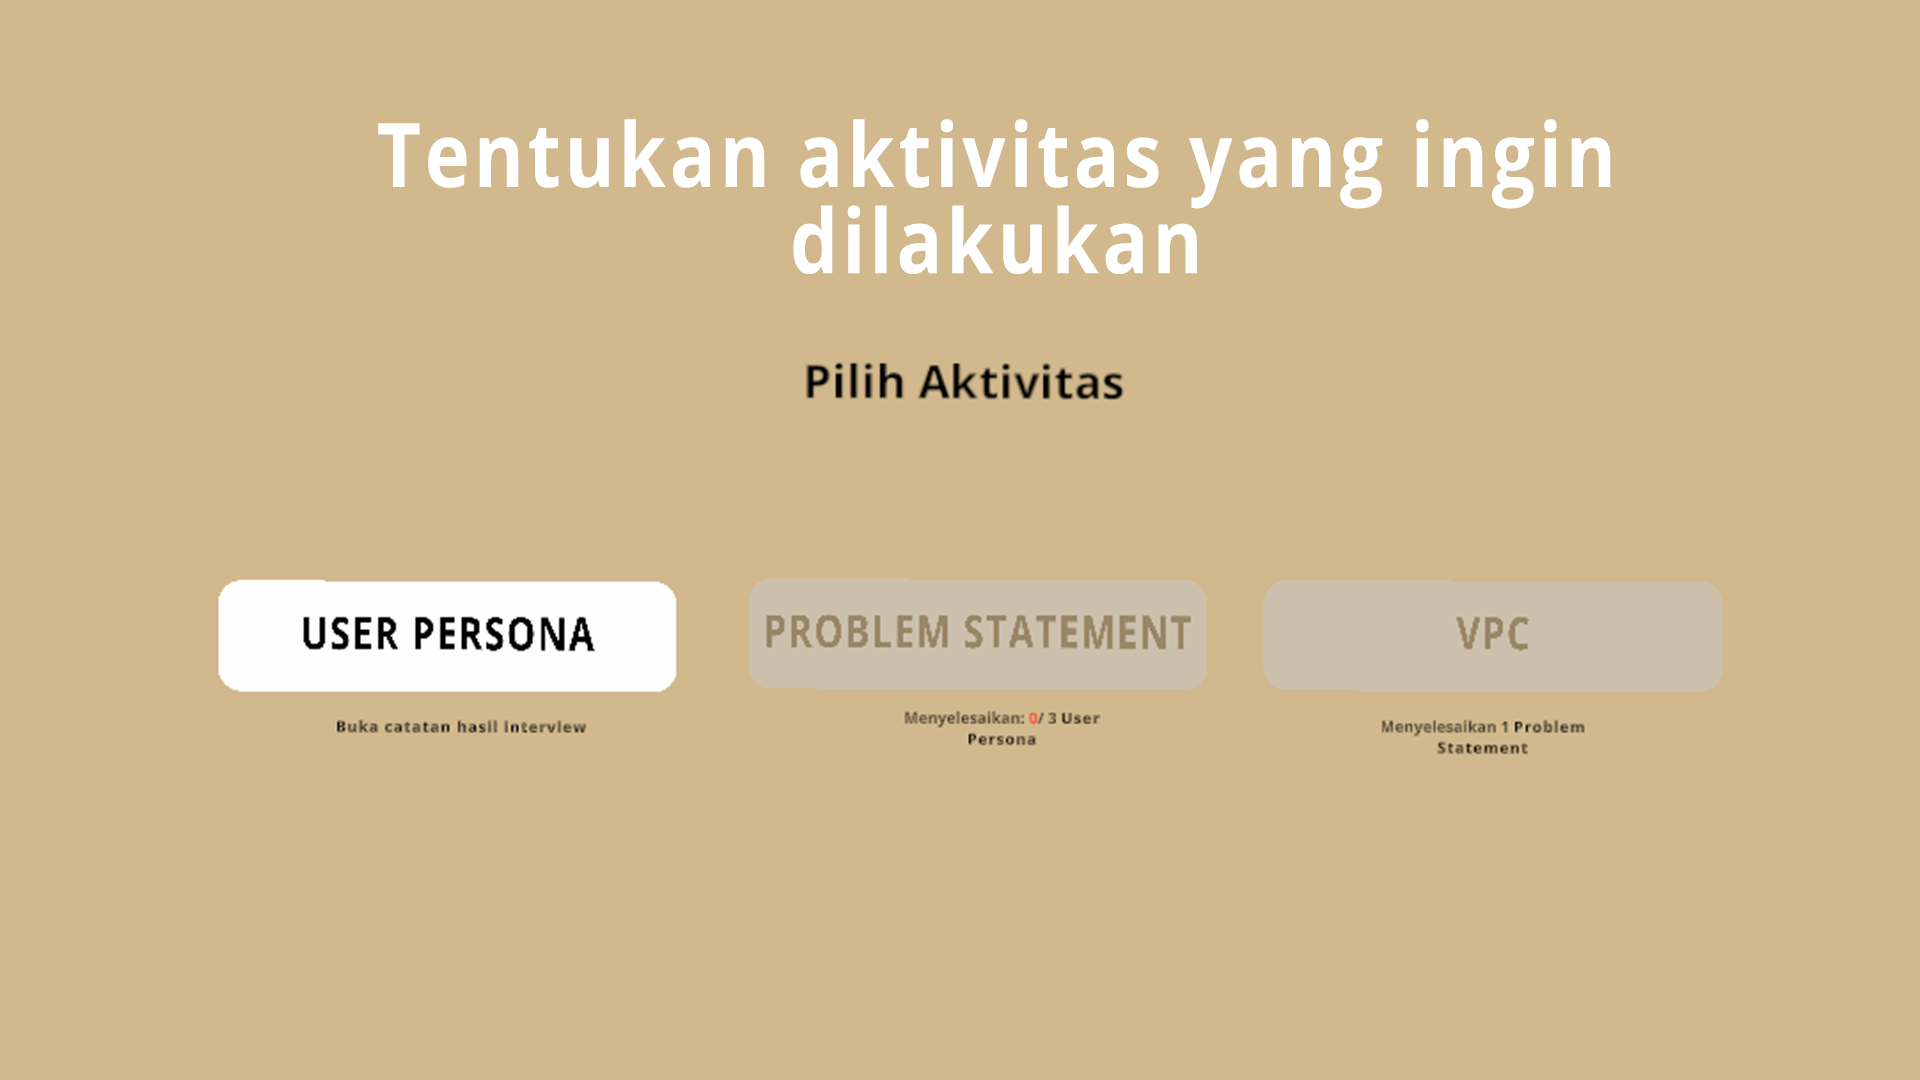 Tentukan aktivitas yang ingin
dilakukan
Pilih Aktivitas
USER PERSONA
PROBLEM STATEMENT
VPC
Buka catatan hasil interview
Menyelesaikan: 0/ 3 User
Persona
Menyelesaikan 1 Problem
Statement